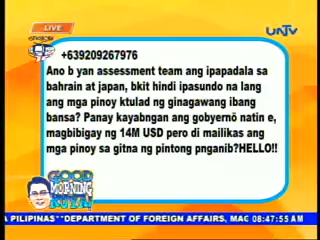 LIVE
UNTV
+639209267976
Ano b yan assessment team ang ipapadala sa
bahrain at japan, bkit hindi ipasundo na lang
ang mga pinoy ktulad ng ginagawang ibang
bansa? Panay kayabngan ang gobyernō natin e,
magbibigay ng 14M USD pero di mailikas ang
mga pinoy sa gitna ng pintong pnganib?HELLO!!
GOOD
MORNING
KUYA!
A PILIPINAS**DEPARTMENT OF FOREIGN AFFAIRS, MAG
08:47:55 AM